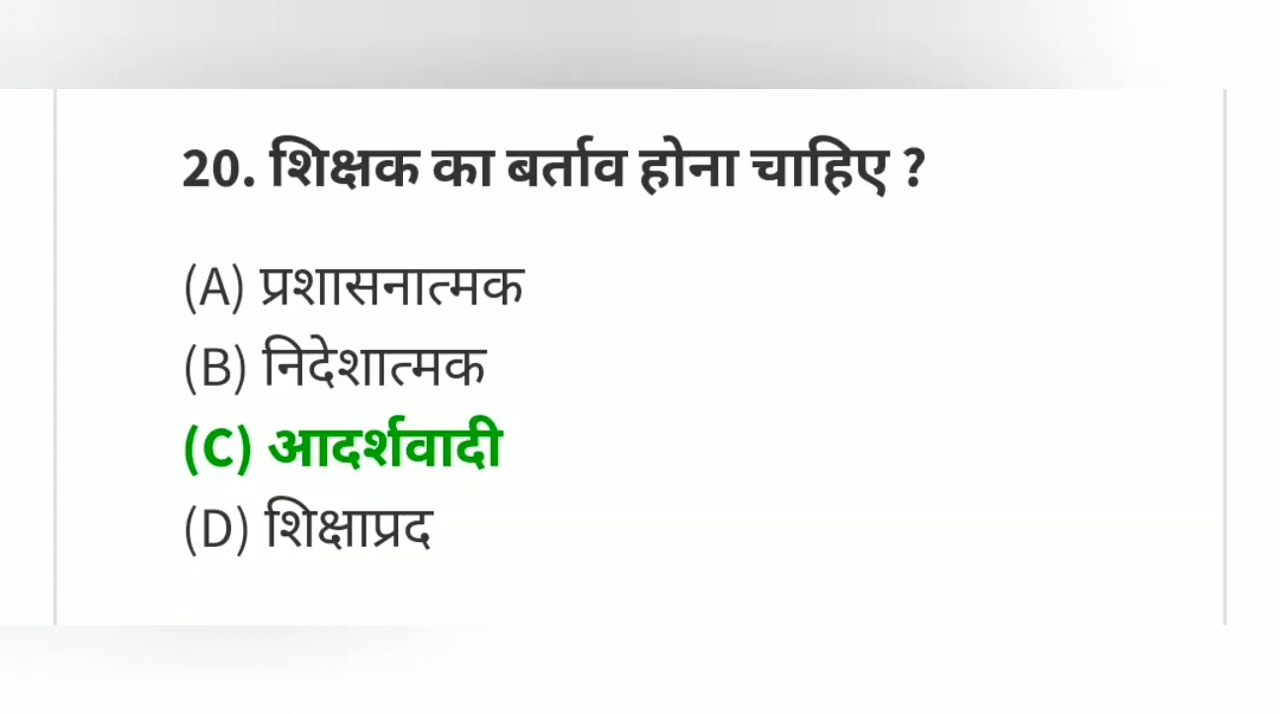 20. शिक्षक का बर्ताव होना चाहिए ?
(A) प्रशासनात्मक
(B) निदेशात्मक
(C) आदर्शवादी
(D) शिक्षाप्रद